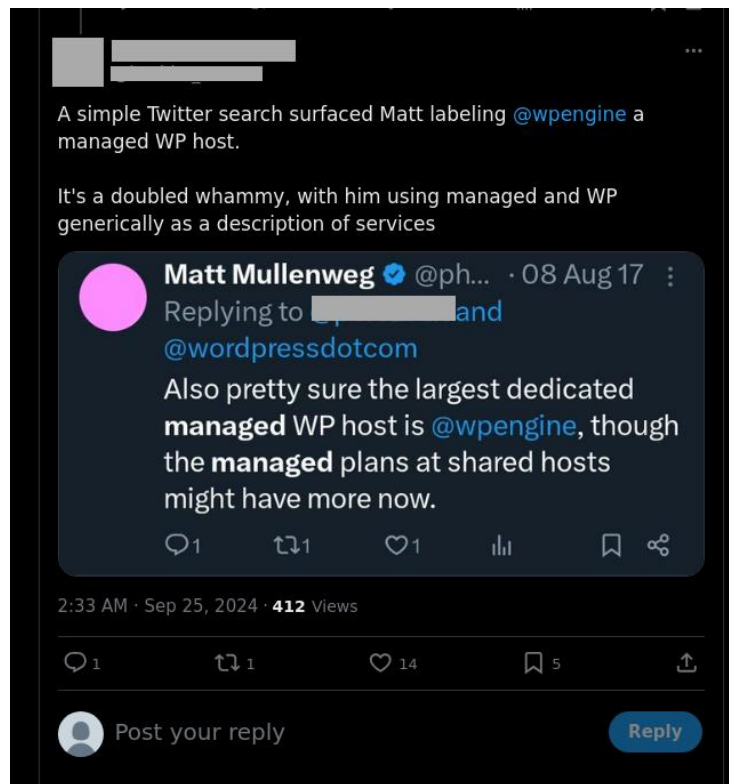 A simple Twitter search surfaced Matt labeling @wpengine a
managed WP host.
It's a doubled whammy, with him using managed and WP
generically as a description of services
Matt Mullenweg @ph... · 08 Aug 17
Replying to and
@wordpressdotcom
Also pretty sure the largest dedicated
managed WP host is @wpengine, though
the managed plans at shared hosts
might have more now.
1 1 1
2:33 AM · Sep 25, 2024 · 412 Views
1 1 14 5
Post your reply Reply